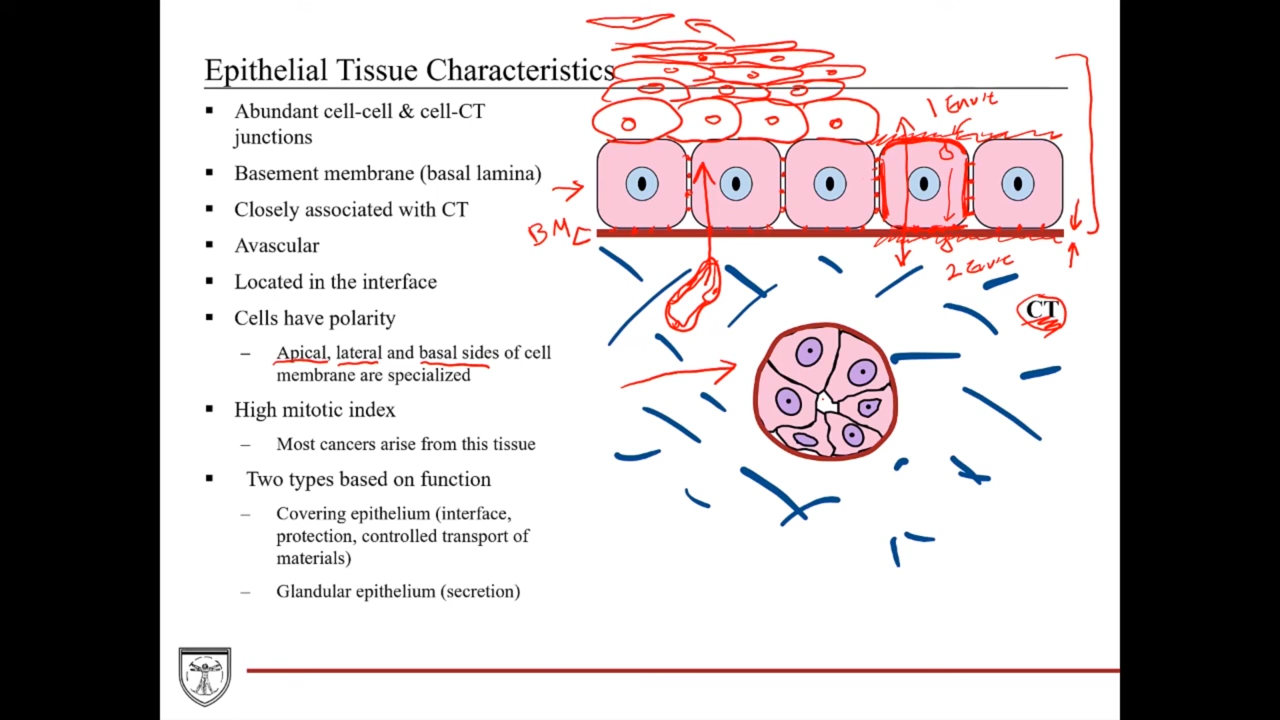 Epithelial Tissue Characteristics
▪ Abundant cell-cell & cell-CT
junctions
▪ Basement membrane (basal lamina)
▪ Closely associated with CT
▪ Avascular
▪ Located in the interface
▪ Cells have polarity
– Apical, lateral and basal sides of cell
membrane are specialized
▪ High mitotic index
– Most cancers arise from this tissue
▪ Two types based on function
– Covering epithelium (interface,
protection, controlled transport of
materials)
– Glandular epithelium (secretion)
1
BM
2
CT